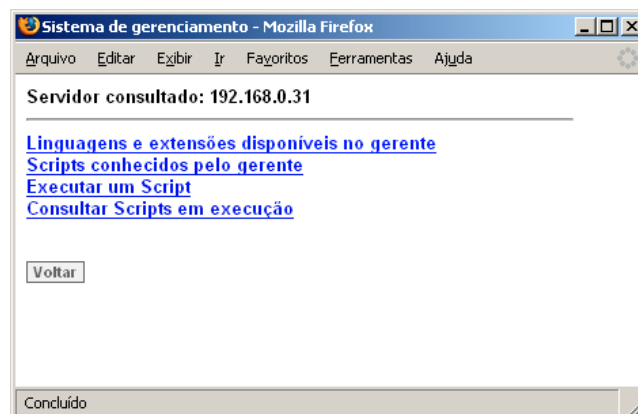 Sistema de gerenciamento - Mozilla Firefox
Arquivo Editar Exibir Ir Favoritos Ferramentas Ajuda
Servidor consultado: 192.168.0.31
Linguagens e extensões disponíveis no gerente
Scripts conhecidos pelo gerente
Executar um Script
Consultar Scripts em execução
Voltar
Concluído